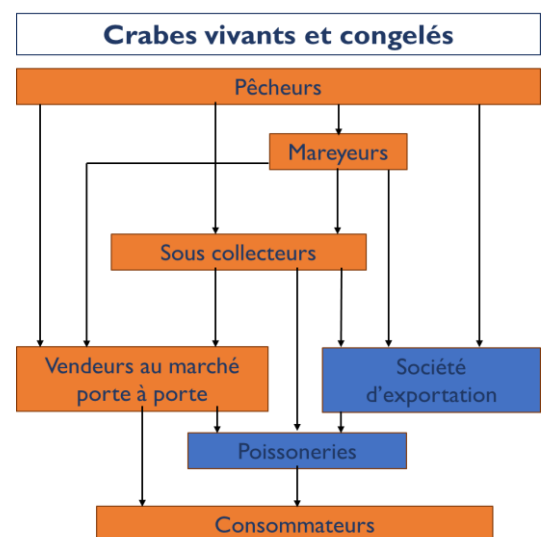 Crabes vivants et congelés
Pêcheurs
Mareyeurs
Sous collecteurs
Vendeurs au marché
porte à porte
Société
d'exportation
Poissoneries
Consommateurs